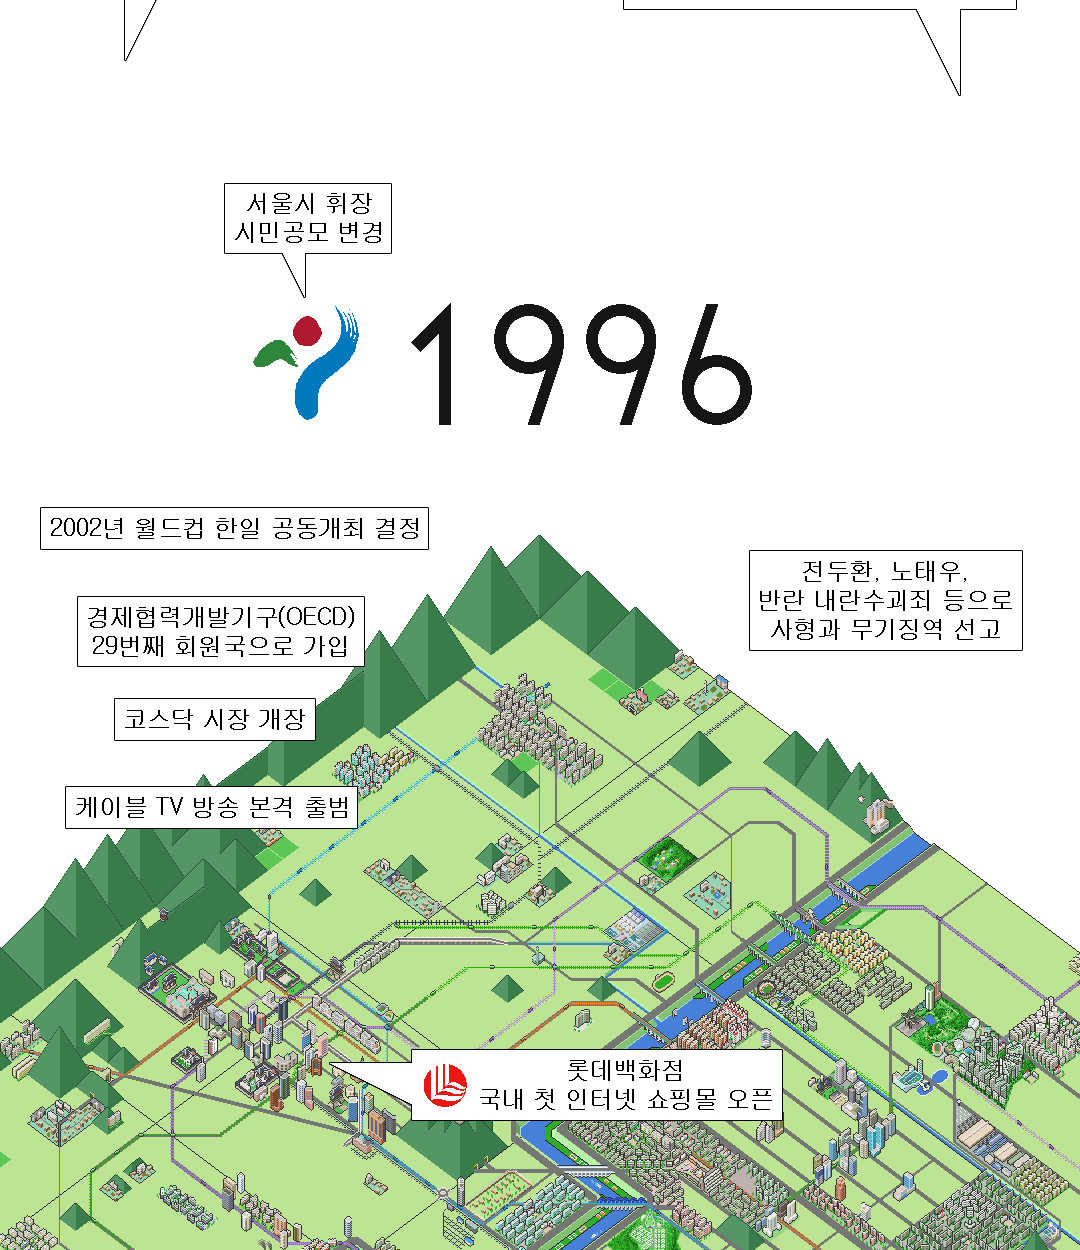 서울시 휘장
시민공모 변경
1996
2002년 월드컵 한일 공동개최 결정
전두환, 노태우,
반란 내란수괴죄 등으로
사형과 무기징역 선고
경제협력개발기구(OECD)
29번째 회원국으로 가입
코스닥 시장 개장
케이블 TV 방송 본격 출범
롯데백화점
국내 첫 인터넷 쇼핑몰 오픈